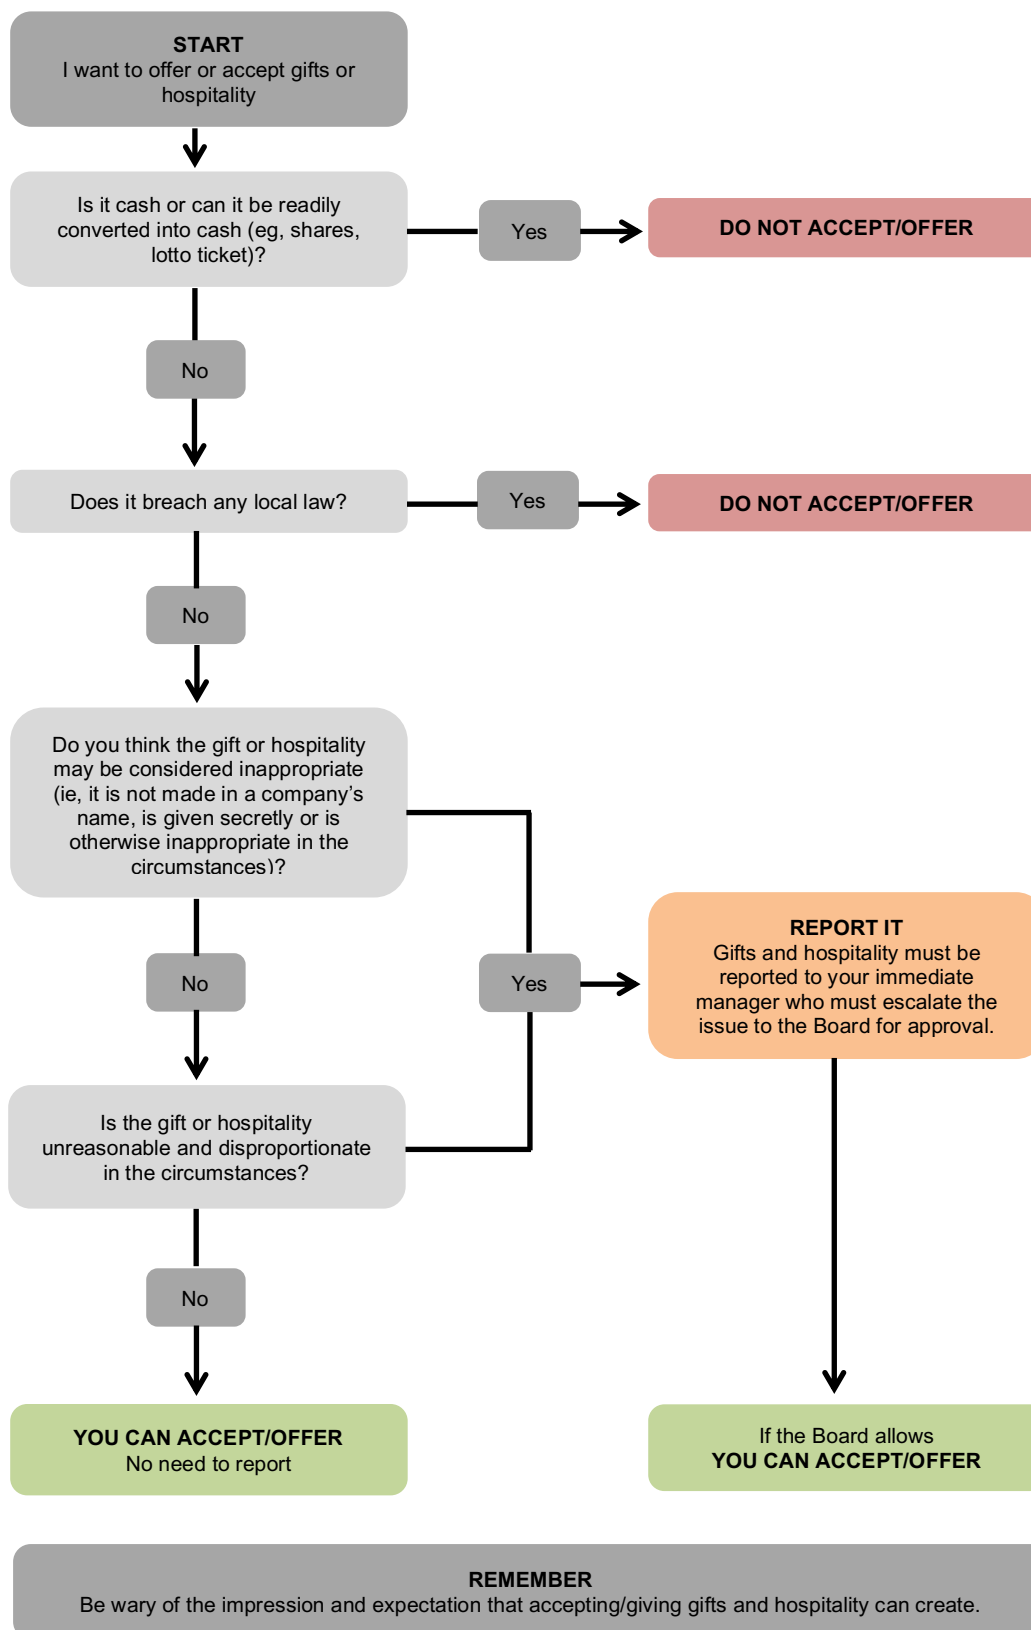 START
I want to offer or accept gifts or
hospitality
Is it cash or can it be readily
converted into cash (eg, shares,
lotto ticket)?
Yes
DO NOT ACCEPT/OFFER
No
Does it breach any local law?
Yes
DO NOT ACCEPT/OFFER
No
Do you think the gift or hospitality
may be considered inappropriate
(ie, it is not made in a company’s
name, is given secretly or is
otherwise inappropriate in the
circumstances)?
No
Yes
REPORT IT
Gifts and hospitality must be
reported to your immediate
manager who must escalate the
issue to the Board for approval.
Is the gift or hospitality
unreasonable and disproportionate
in the circumstances?
No
YOU CAN ACCEPT/OFFER
No need to report
If the Board allows
YOU CAN ACCEPT/OFFER
REMEMBER
Be wary of the impression and expectation that accepting/giving gifts and hospitality can create.